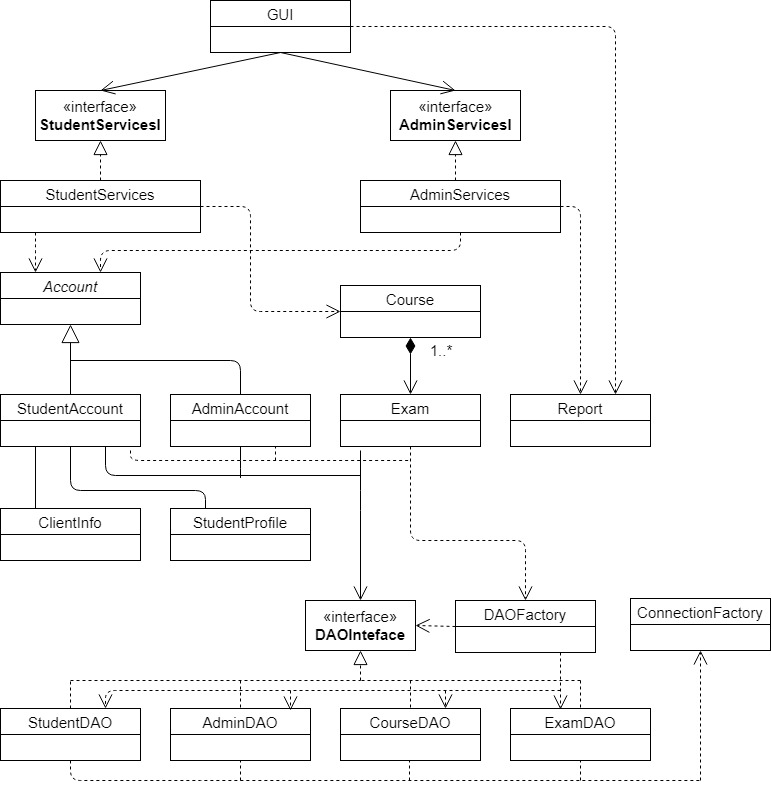 GUI
«interface»
StudentServicesI
«interface»
AdminServicesI
StudentServices
AdminServices
Account
Course
1..*
StudentAccount
AdminAccount
Exam
Report
ClientInfo
StudentProfile
«interface»
DAOInteface
DAOFactory
ConnectionFactory
StudentDAO
AdminDAO
CourseDAO
ExamDAO